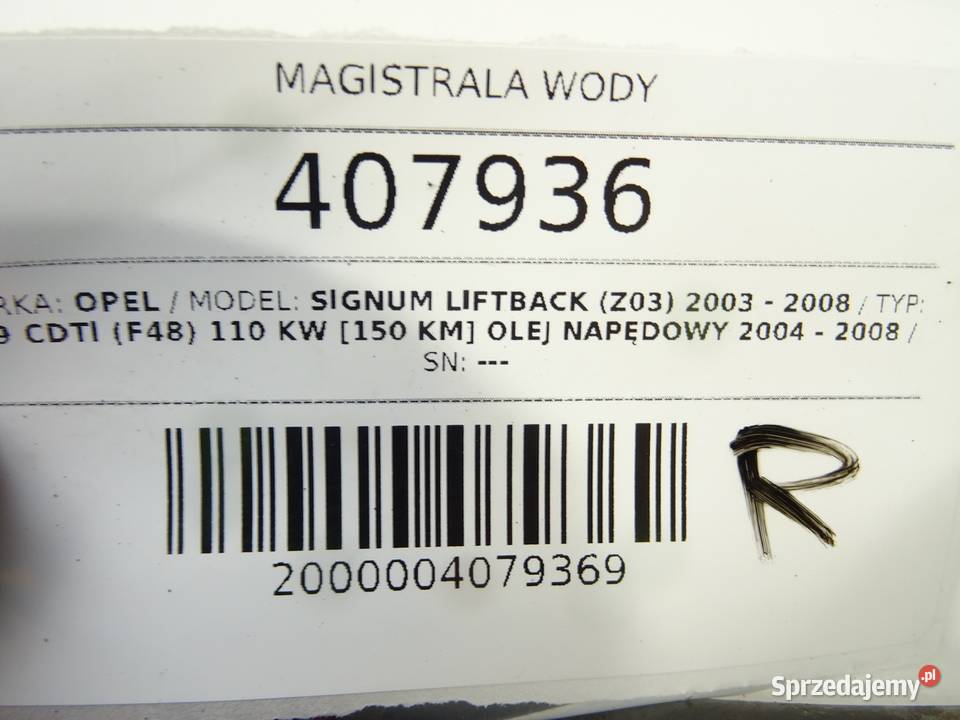 MAGISTRALA WODY
407936
RKA: OPEL / MODEL: SIGNUM LIFTBACK (Z03) 2003 - 2008 / TYP:
9 CDTI (F48) 110 KW [150 KM] OLEJ NAPĘDOWY 2004 - 2008 /
SN: ---
R
2000004079369
Sprzedajemy.pl